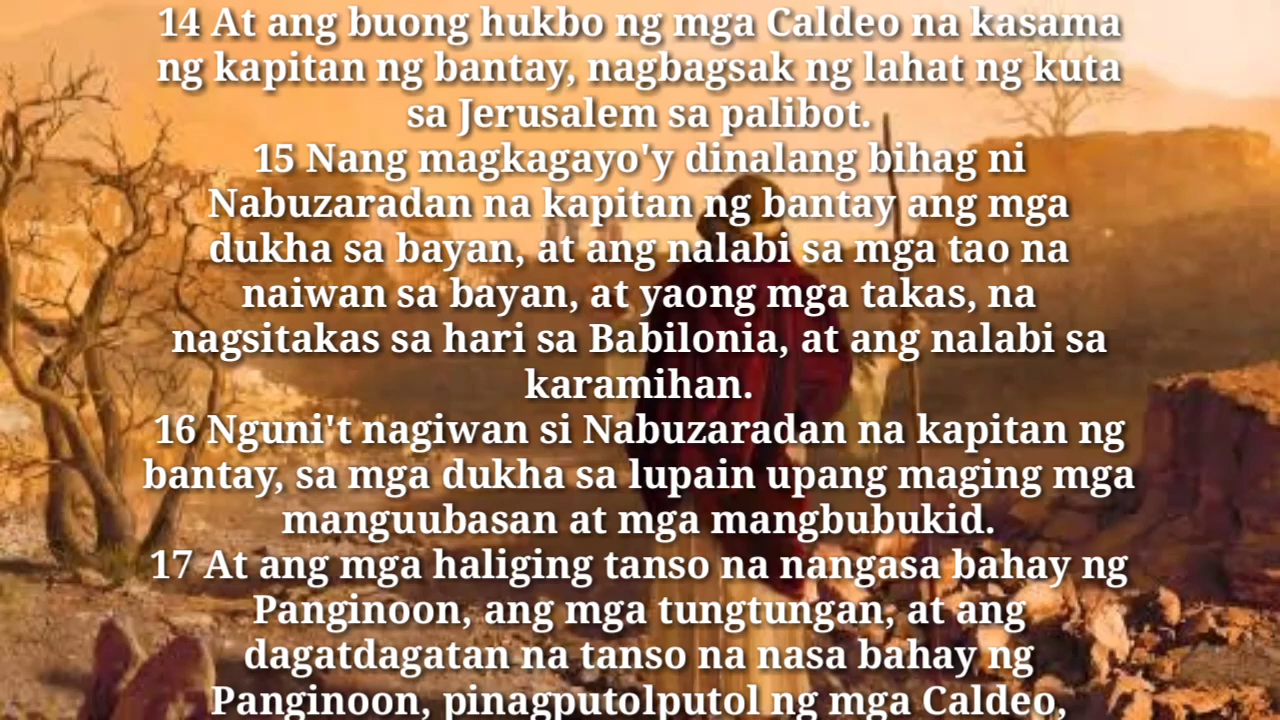 14 At ang buong hukbo ng mga Caldeo na kasama
ng kapitan ng bantay, nagbagsak ng lahat ng kuta
sa Jerusalem sa palibot.
15 Nang magkagayo'y dinalang bihag ni
Nabuzaradan na kapitan ng bantay ang mga
dukha sa bayan, at ang nalabi sa mga tao na
naiwan sa bayan, at yaong mga takas, na
nagsitakas sa hari sa Babilonia, at ang nalabi sa
karamihan.
16 Nguni't nagiwan si Nabuzaradan na kapitan ng
bantay, sa mga dukha sa lupain upang maging mga
manguubasan at mga mangbubukid.
17 At ang mga haliging tanso na nangasa bahay ng
Panginoon, ang mga tungtungan, at ang
dagatdagatan na tanso na nasa bahay ng
Panginoon, pinagputolputol ng mga Caldeo,